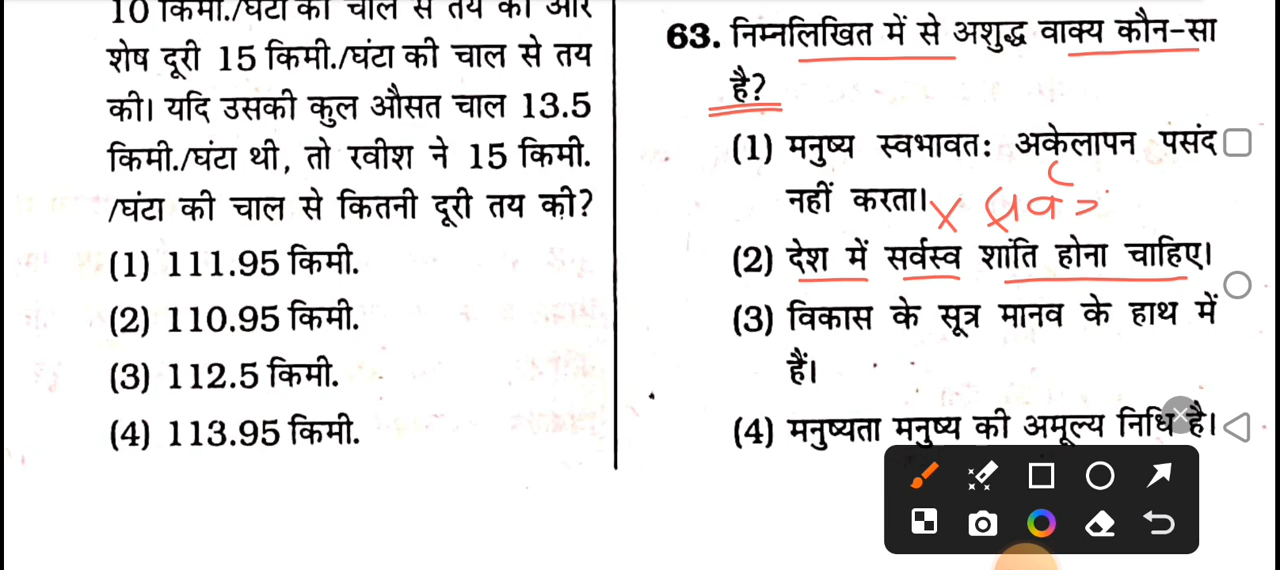 10 किमी./घंटा की चाल से तय की और
शेष दूरी 15 किमी./घंटा की चाल से तय
की। यदि उसकी कुल औसत चाल 13.5
किमी./घंटा थी, तो रवीश ने 15 किमी.
/घंटा की चाल से कितनी दूरी तय की?
(1) 111.95 किमी.
(2) 110.95 किमी.
(3) 112.5 किमी.
(4) 113.95 किमी.
63. निम्नलिखित में से अशुद्ध वाक्य कौन-सा
है?
(1) मनुष्य स्वभावतः अकेलापन पसंद
नहीं करता।
(2) देश में सर्वस्व शांति होना चाहिए।
(3) विकास के सूत्र मानव के हाथ में
हैं।
(4) मनुष्यता मनुष्य की अमूल्य निधि है।